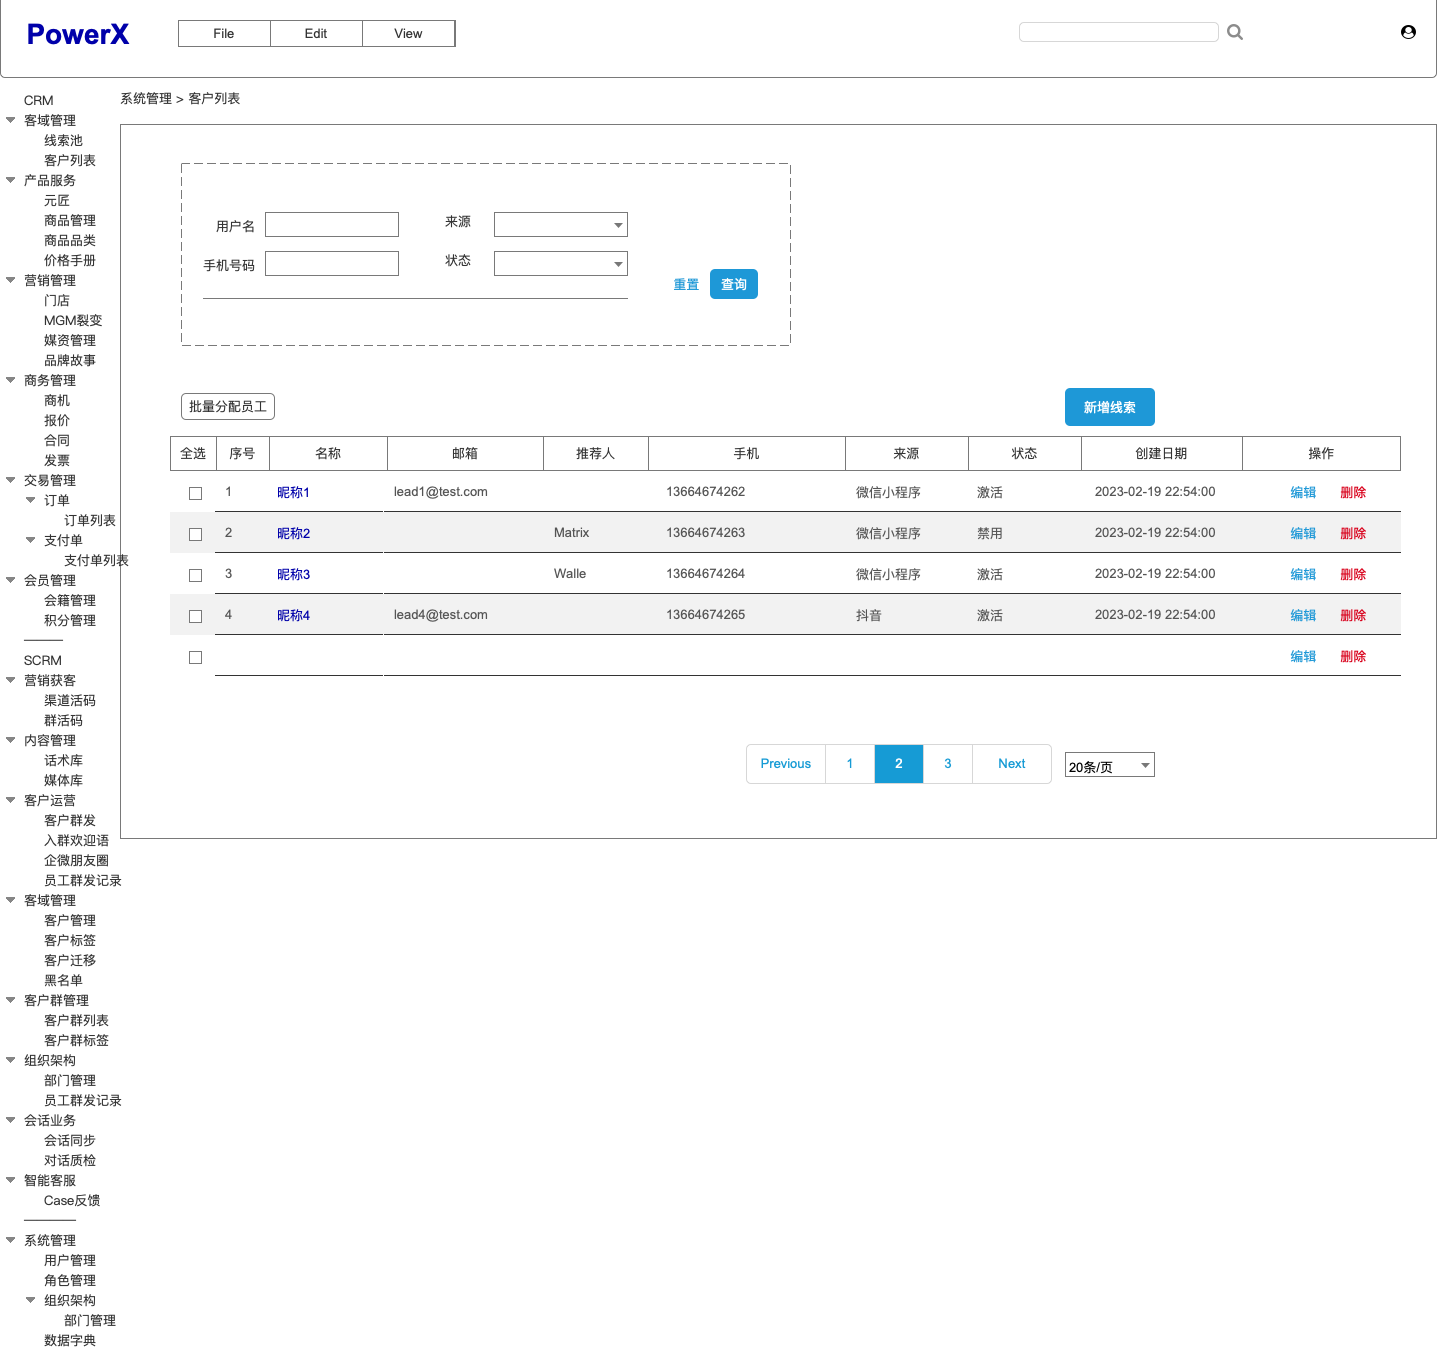 PowerX
File Edit View
系统管理 > 客户列表
CRM
客域管理
线索池
客户列表
产品服务
元匠
商品管理
商品品类
价格手册
营销管理
门店
MGM裂变
媒资管理
品牌故事
商务管理
商机
报价
合同
发票
交易管理
订单
订单列表
支付单
支付单列表
会员管理
会籍管理
积分管理
———
SCRM
营销获客
渠道活码
群活码
内容管理
话术库
媒体库
客户运营
客户群发
入群欢迎语
企微朋友圈
员工群发记录
客域管理
客户管理
客户标签
客户迁移
黑名单
客户群管理
客户群列表
客户群标签
组织架构
部门管理
员工群发记录
会话业务
会话同步
对话质检
智能客服
Case反馈
————
系统管理
用户管理
角色管理
组织架构
部门管理
数据字典
用户名 来源
手机号码 状态
重置 查询
批量分配员工 新增线索
全选 序号 名称 邮箱 推荐人 手机 来源 状态 创建日期 操作
1 昵称1 lead1@test.com 13664674262 微信小程序 激活 2023-02-19 22:54:00 编辑 删除
2 昵称2 Matrix 13664674263 微信小程序 禁用 2023-02-19 22:54:00 编辑 删除
3 昵称3 Walle 13664674264 微信小程序 激活 2023-02-19 22:54:00 编辑 删除
4 昵称4 lead4@test.com 13664674265 抖音 激活 2023-02-19 22:54:00 编辑 删除
编辑 删除
Previous 1 2 3 Next 20条/页